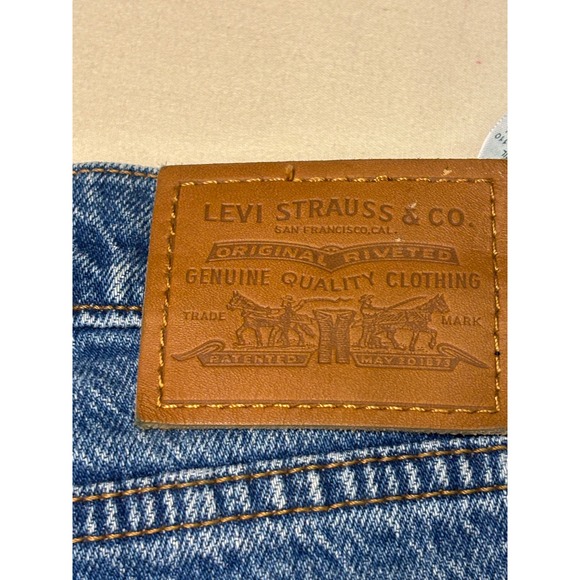 LEVI STRAUSS & CO.
SAN FRANCISCO, CAL.
ORIGINAL RIVETED
GENUINE QUALITY CLOTHING
TRADE MARK
PATENTED MAY 20 1873